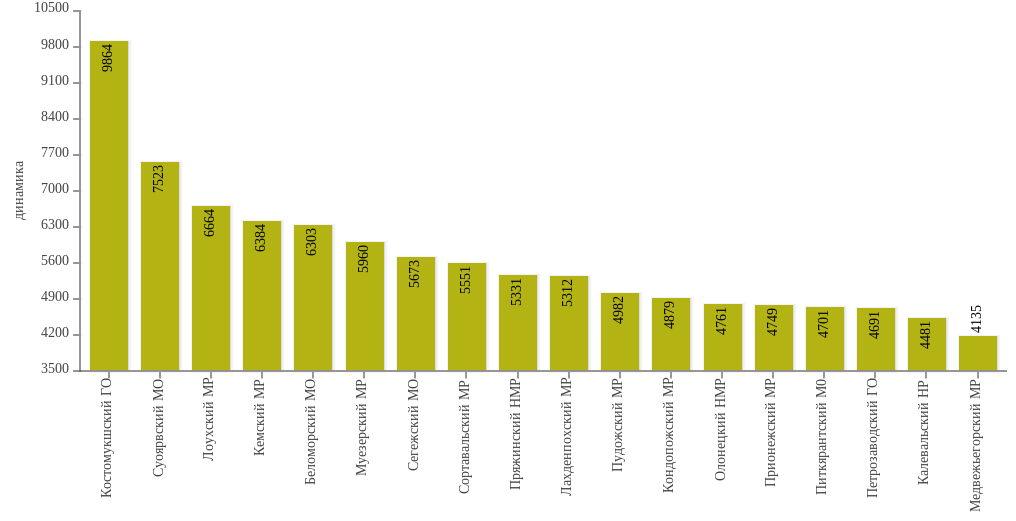 динамика
10500
9800
9100
8400
7700
7000
6300
5600
4900
4200
3500
9864
7523
6664
6384
6303
5960
5673
5551
5331
5312
4982
4879
4761
4749
4701
4691
4481
4135
Костомукшский ГО
Суоярвский МО
Лоухский МР
Кемский МР
Беломорский МО
Муезерский МР
Сегежский МО
Сортавальский МР
Пряжинский НМР
Лахденпохский МР
Пудожский МР
Кондопожский МР
Олонецкий НМР
Прионежский МР
Питкярантский М0
Петрозаводский ГО
Калевальский НР
Медвежьегорский МР